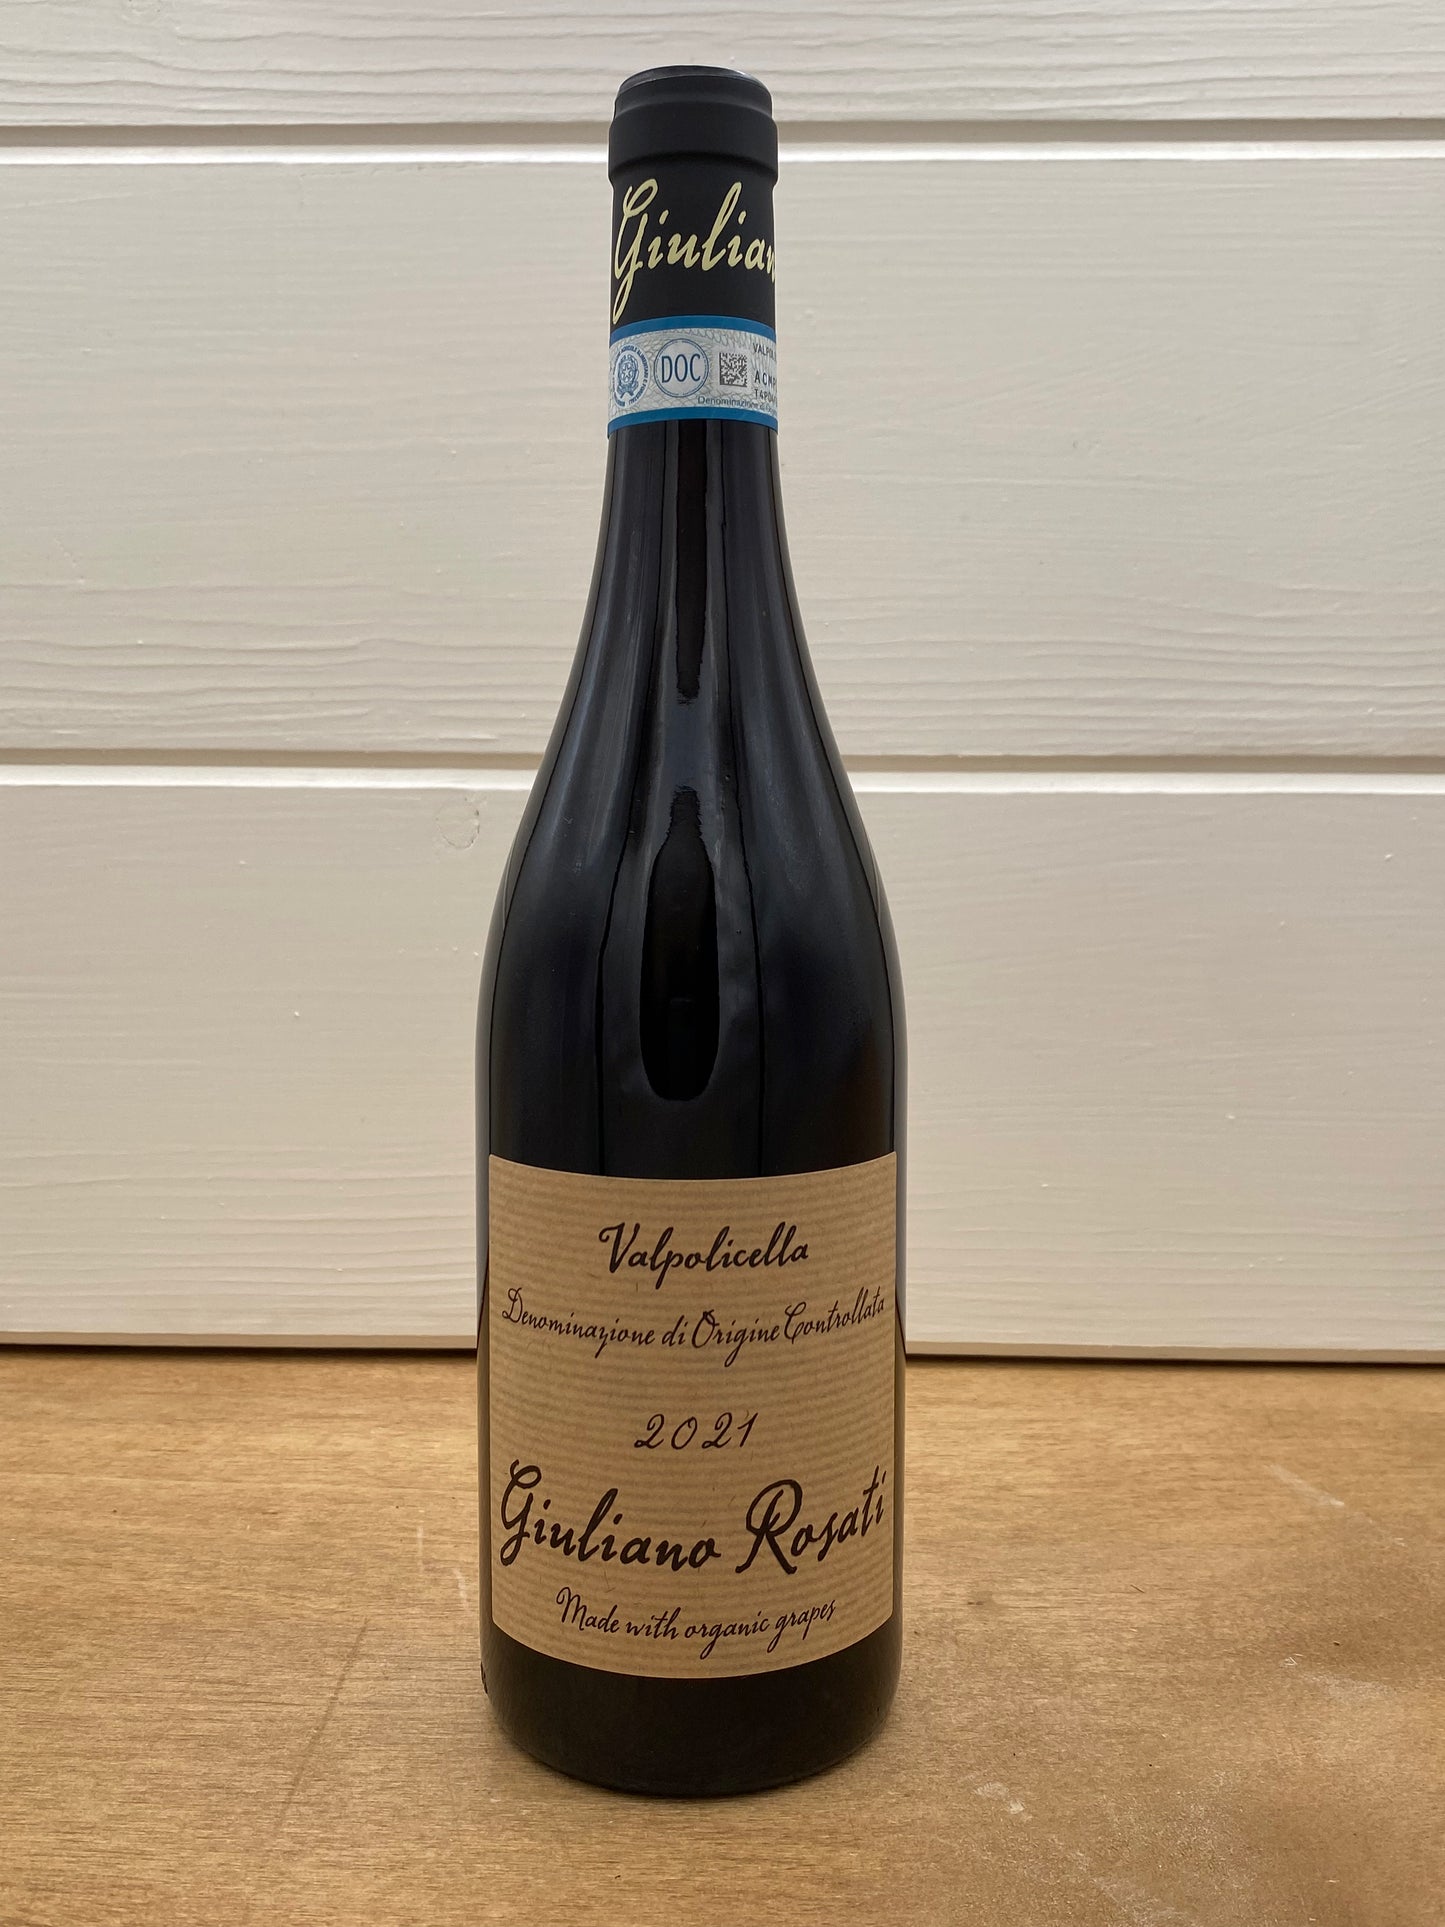 Giulian
DOC
Valpolicella
Denominazione di Origine Controllata
2021
Giuliano Rosati
Made with organic grapes